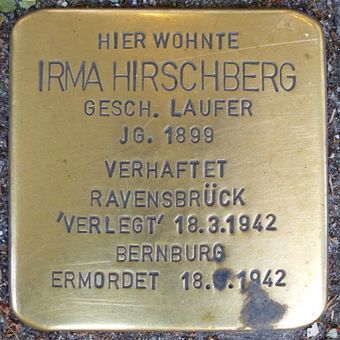 HIER WOHNTE
IRMA HIRSCHBERG
GESCH. LAUFER
JG. 1899
VERHAFTET
RAVENSBRÜCK
'VERLEGT' 18.3.1942
BERNBURG
ERMORDET